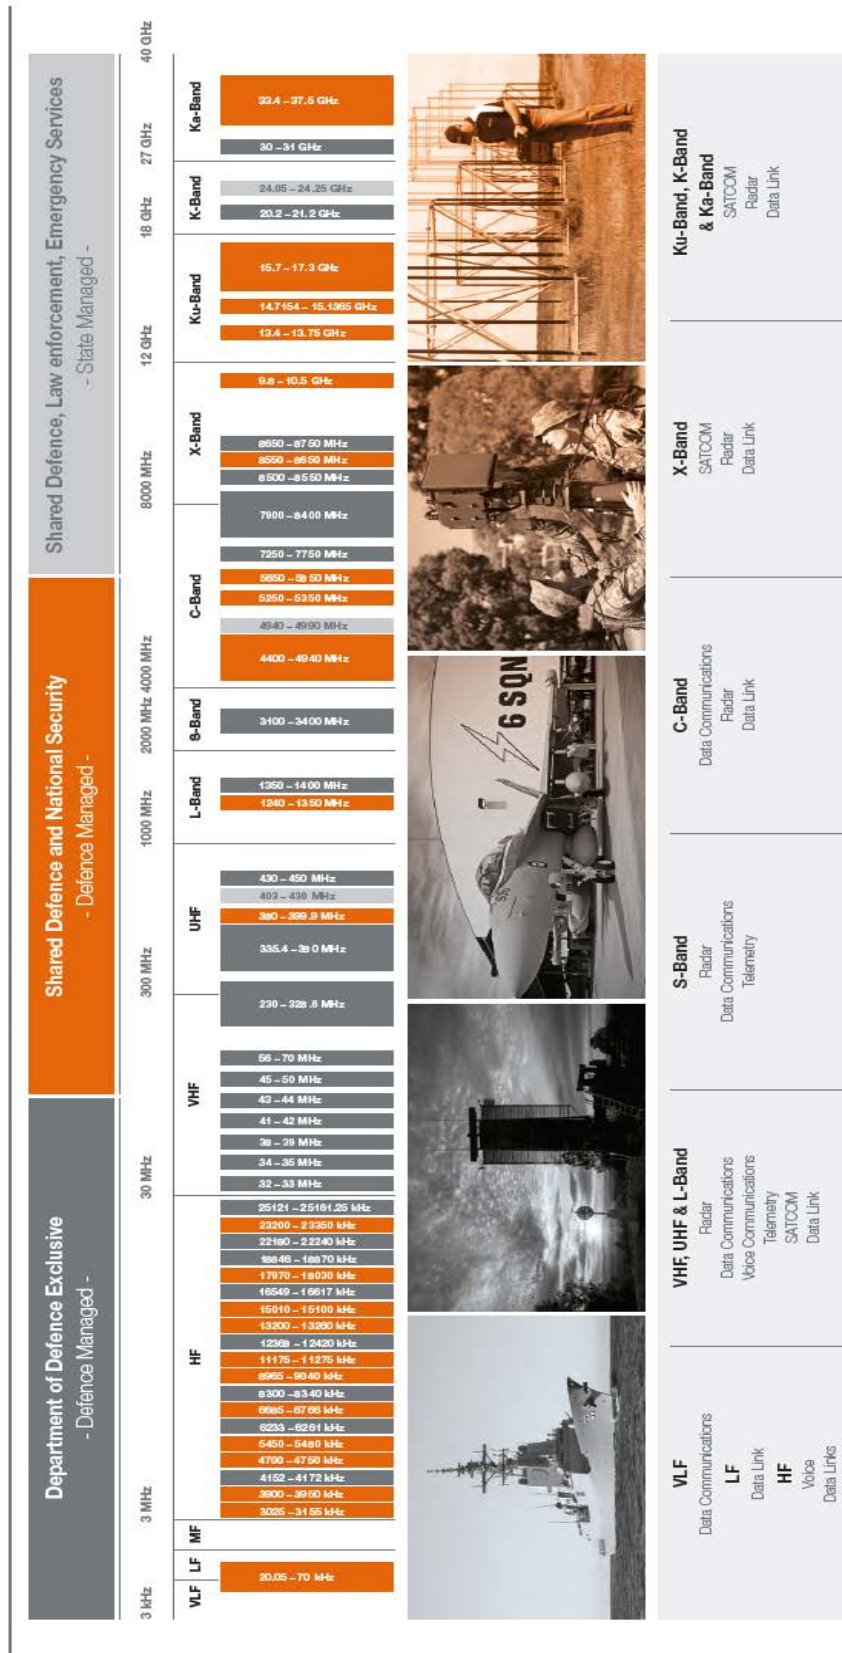 Department of Defence Exclusive
- Defence Managed -
Shared Defence and National Security
- Defence Managed -
Shared Defence, Law enforcement, Emergency Services
- State Managed -
3 kHz
3 MHz
30 MHz
300 MHz
1000 MHz
2000 MHz
4000 MHz
8000 MHz
12 GHz
18 GHz
27 GHz
40 GHz
VLF
LF
MF
HF
VHF
UHF
L-Band
S-Band
C-Band
X-Band
Ku-Band
K-Band
Ka-Band
20.05 – 70 kHz
3025 – 3155 kHz
3900 – 3950 kHz
4152 – 4172 kHz
4700 – 4750 kHz
5450 – 5480 kHz
6233 – 6261 kHz
6685 – 6766 kHz
8300 – 8340 kHz
8965 – 9040 kHz
11175 – 11275 kHz
12368 – 12420 kHz
13200 – 13260 kHz
15010 – 15100 kHz
16549 – 16617 kHz
17970 – 18030 kHz
18846 – 18870 kHz
22180 – 22240 kHz
23200 – 23350 kHz
25121 – 25161.25 kHz
32 – 33 MHz
34 – 35 MHz
38 – 39 MHz
41 – 42 MHz
43 – 44 MHz
45 – 50 MHz
56 – 70 MHz
230 – 328.6 MHz
335.4 – 380 MHz
380 – 399.9 MHz
403 – 430 MHz
430 – 450 MHz
1240 – 1350 MHz
1350 – 1400 MHz
3100 – 3400 MHz
4400 – 4940 MHz
4940 – 4990 MHz
5250 – 5350 MHz
5650 – 5850 MHz
7250 – 7750 MHz
7900 – 8400 MHz
8500 – 8550 MHz
8550 – 8650 MHz
8650 – 8750 MHz
9.8 – 10.5 GHz
13.4 – 13.75 GHz
14.7154 – 15.1365 GHz
15.7 – 17.3 GHz
20.2 – 21.2 GHz
24.05 – 24.25 GHz
30 – 31 GHz
33.4 – 37.5 GHz
6 SQN
VLF
Data Communications
LF
Data Link
HF
Voice
Data Links
VHF, UHF & L-Band
Radar
Data Communications
Voice Communications
Telemetry
SATCOM
Data Link
S-Band
Radar
Data Communications
Telemetry
C-Band
Data Communications
Radar
Data Link
X-Band
SATCOM
Radar
Data Link
Ku-Band, K-Band
& Ka-Band
SATCOM
Radar
Data Link